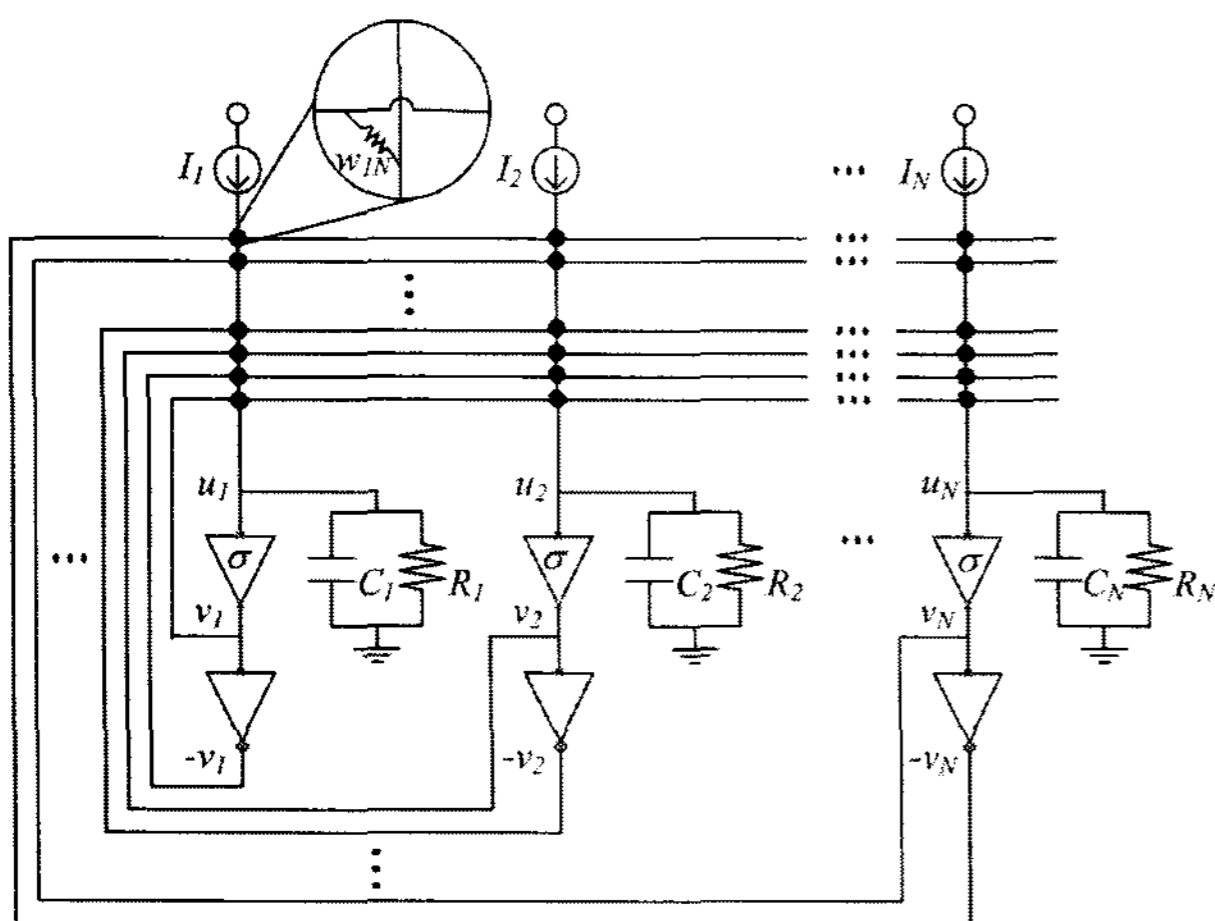 w1N
I1 I2 ... IN
... ...
u1 u2 uN
σ σ ... σ
... C1 R1 C2 R2 CN RN
v1 v2 vN
-v1 -v2 -vN